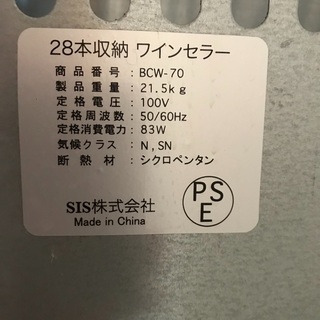 28本収納 ワインセラー
商品番号：BCW-70
製品重量：21.5kg
定格電圧：100V
定格周波数：50/60Hz
定格消費電力：83W
気候クラス：N,SN
断熱材：シクロペンタン
SIS株式会社
Made in China
PS
E